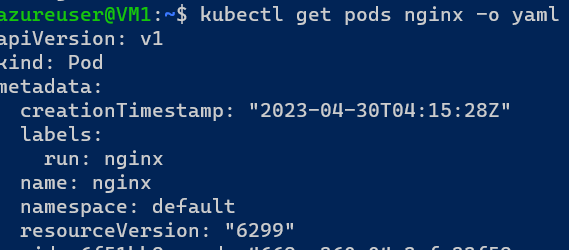 azureuser@VM1:~$ kubectl get pods nginx -o yaml
apiVersion: v1
kind: Pod
metadata:
  creationTimestamp: "2023-04-30T04:15:28Z"
  labels:
    run: nginx
  name: nginx
  namespace: default
  resourceVersion: "6299"